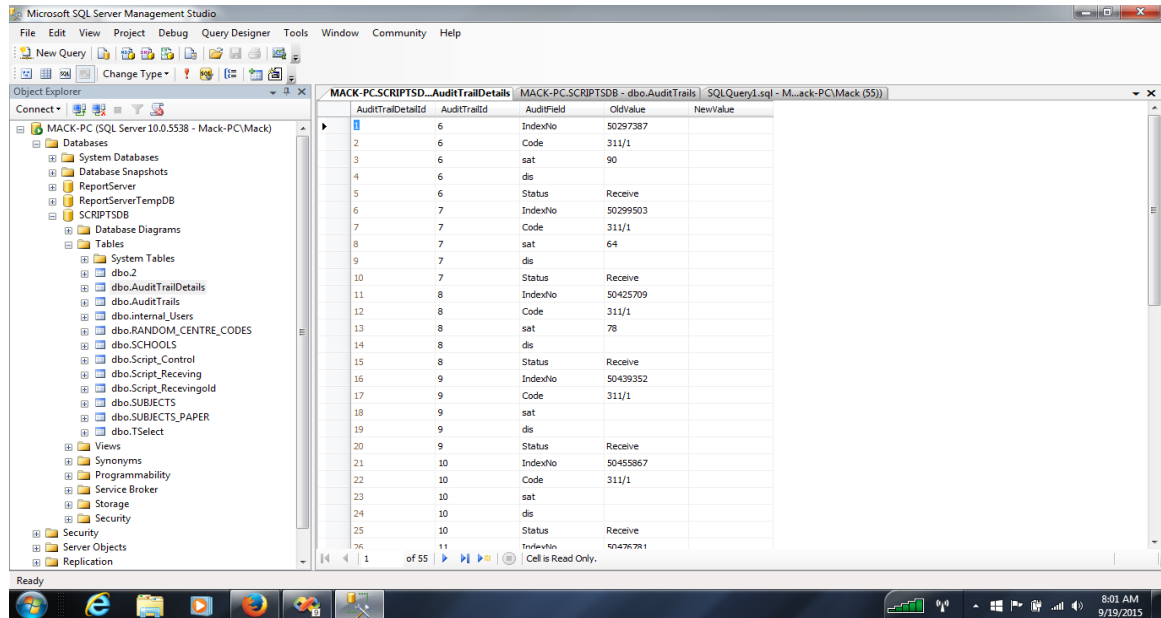 Microsoft SQL Server Management Studio
File Edit View Project Debug Query Designer Tools Window Community Help
New Query
Change Type
Object Explorer
Connect
MACK-PC (SQL Server 10.0.5538 - Mack-PC\Mack)
Databases
System Databases
Database Snapshots
ReportServer
ReportServerTempDB
SCRIPTSDB
Database Diagrams
Tables
System Tables
dbo.2
dbo.AuditTrailDetails
dbo.AuditTrails
dbo.internal_Users
dbo.RANDOM_CENTRE_CODES
dbo.SCHOOLS
dbo.Script_Control
dbo.Script_Receving
dbo.Script_Recevingold
dbo.SUBJECTS
dbo.SUBJECTS_PAPER
dbo.TSelect
Views
Synonyms
Programmability
Service Broker
Storage
Security
Security
Server Objects
Replication
MACK-PC.SCRIPTSD...AuditTrailDetails MACK-PC.SCRIPTSDB - dbo.AuditTrails SQLQuery1.sql - M...ack-PC\Mack (55))
AuditTrailDetailId AuditTrailId AuditField OldValue NewValue
1 6 IndexNo 50297387
2 6 Code 311/1
3 6 sat 90
4 6 dis
5 6 Status Receive
6 7 IndexNo 50299503
7 7 Code 311/1
8 7 sat 64
9 7 dis
10 7 Status Receive
11 8 IndexNo 50425709
12 8 Code 311/1
13 8 sat 78
14 8 dis
15 8 Status Receive
16 9 IndexNo 50439352
17 9 Code 311/1
18 9 sat
19 9 dis
20 9 Status Receive
21 10 IndexNo 50455867
22 10 Code 311/1
23 10 sat
24 10 dis
25 10 Status Receive
26 11 IndexNo 50476781
1 of 55 Cell is Read Only.
Ready
8:01 AM
9/19/2015